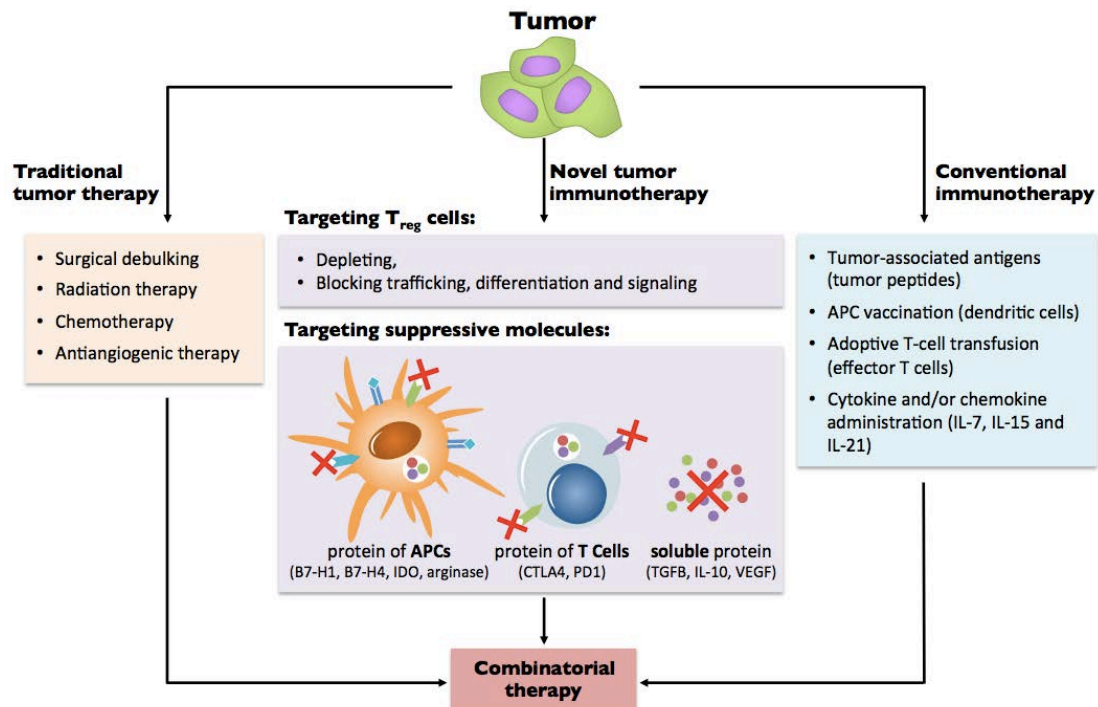 Tumor
Traditional
tumor therapy
Surgical debulking
Radiation therapy
Chemotherapy
Antiangiogenic therapy
Novel tumor
immunotherapy
Targeting Treg cells:
Depleting,
Blocking trafficking, differentiation and signaling
Targeting suppressive molecules:
protein of APCs
(B7-H1, B7-H4, IDO, arginase)
protein of T Cells
(CTLA4, PD1)
soluble protein
(TGFB, IL-10, VEGF)
Conventional
immunotherapy
Tumor-associated antigens
(tumor peptides)
APC vaccination (dendritic cells)
Adoptive T-cell transfusion
(effector T cells)
Cytokine and/or chemokine
administration (IL-7, IL-15 and
IL-21)
Combinatorial
therapy